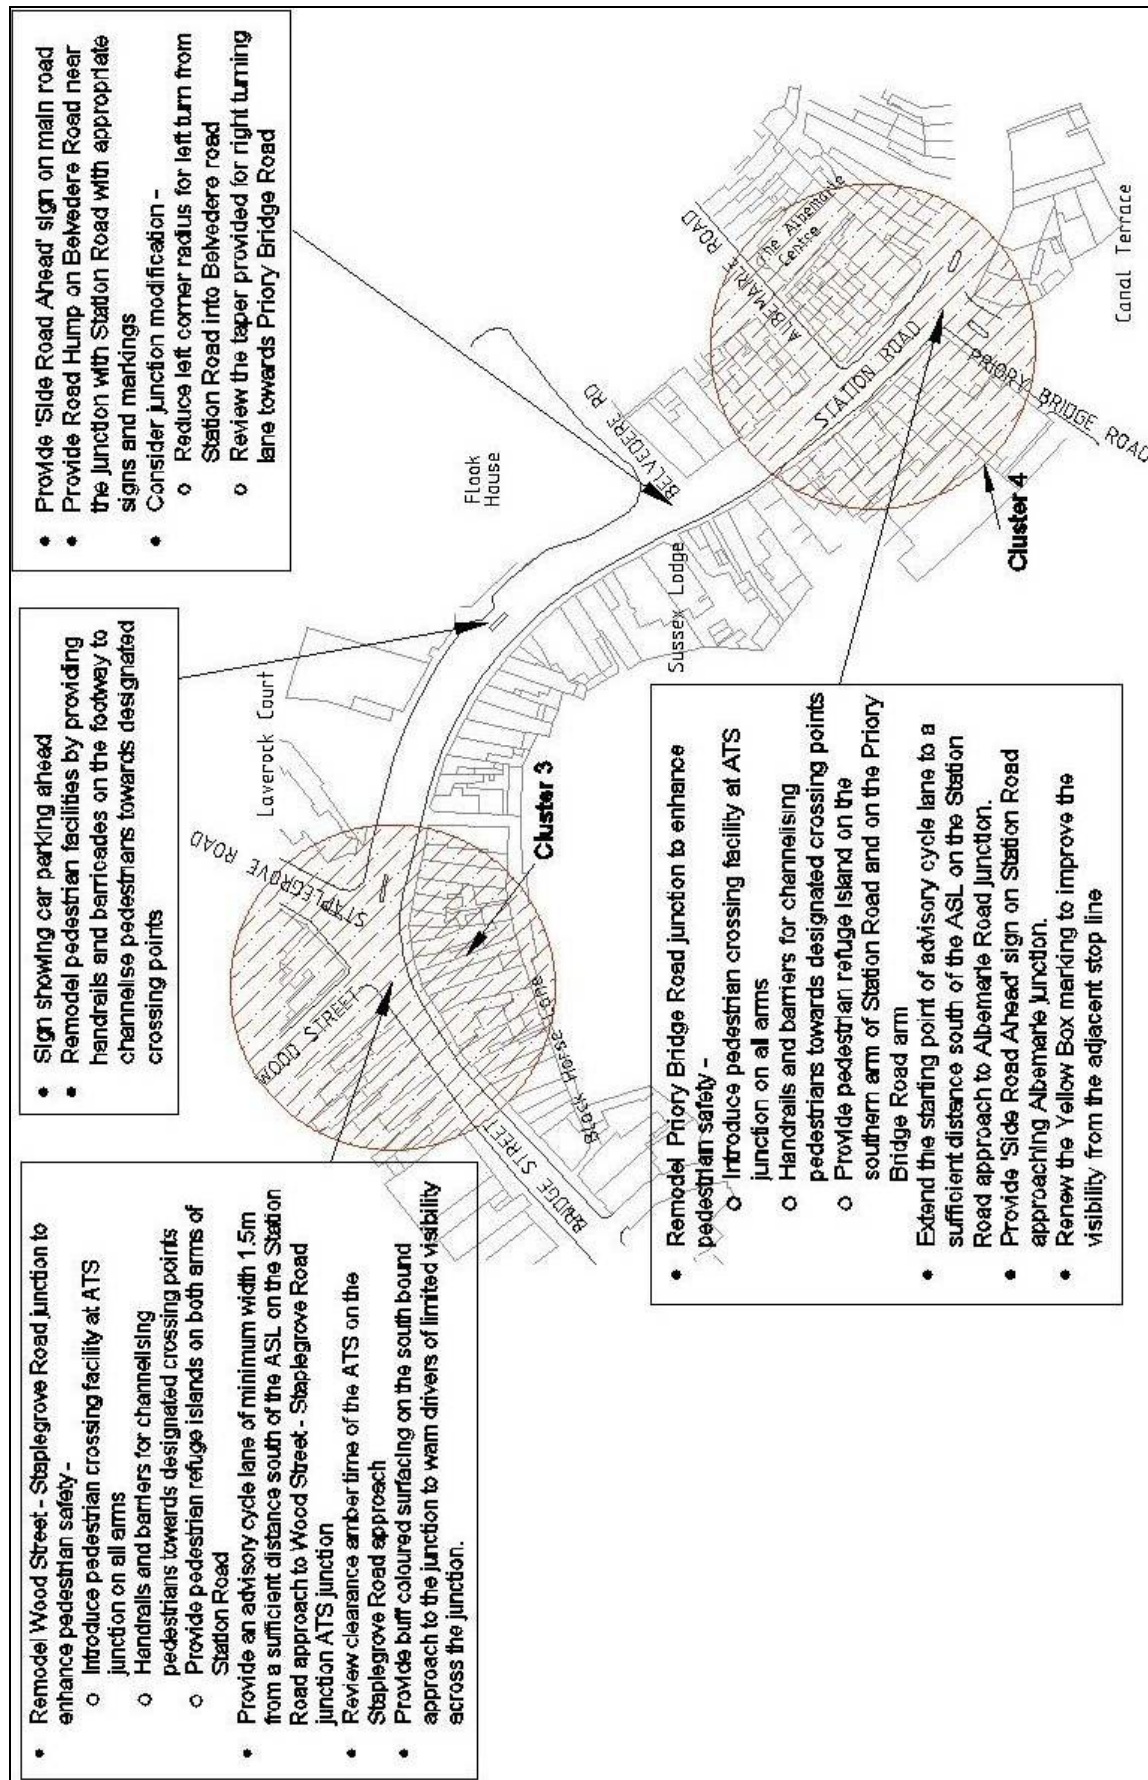 • Remodel Wood Street - Staplegrove Road junction to
enhance pedestrian safety -
o Introduce pedestrian crossing facility at ATS
junction on all arms
o Handrails and barriers for channelising
pedestrians towards designated crossing points
o Provide pedestrian refuge islands on both arms of
Station Road
• Provide an advisory cycle lane of minimum width 1.5m
from a sufficient distance south of the ASL on the Station
Road approach to Wood Street - Staplegrove Road
junction ATS junction
• Review clearance amber time of the ATS on the
Staplegrove Road approach
• Provide buff coloured surfacing on the south bound
approach to the junction to warn drivers of limited visibility
across the junction.
• Sign showing car parking ahead
• Remodel pedestrian facilities by providing
handrails and barricades on the footway to
channelise pedestrians towards designated
crossing points
• Provide 'Side Road Ahead' sign on main road
• Provide Road Hump on Belvedere Road near
the junction with Station Road with appropriate
signs and markings
• Consider junction modification -
o Reduce left corner radius for left turn from
Station Road into Belvedere road
o Review the taper provided for right turning
lane towards Priory Bridge Road
STAPLEGROVE ROAD
Laverock Court
Flook
House
WOOD STREET
BRIDGE STREET
Black Horse Lane
Cluster 3
Sussex Lodge
BELVEDERE RD
ALBEMARLE ROAD
The Albemarle
Centre
STATION ROAD
PRIORY BRIDGE ROAD
Canal Terrace
Cluster 4
• Remodel Priory Bridge Road junction to enhance
pedestrian safety -
o Introduce pedestrian crossing facility at ATS
junction on all arms
o Handrails and barriers for channelising
pedestrians towards designated crossing points
o Provide pedestrian refuge Island on the
southern arm of Station Road and on the Priory
Bridge Road arm
• Extend the starting point of advisory cycle lane to a
sufficient distance south of the ASL on the Station
Road approach to Albemarle Road junction.
• Provide 'Side Road Ahead' sign on Station Road
approaching Albemarle junction.
• Renew the Yellow Box marking to improve the
visibility from the adjacent stop line